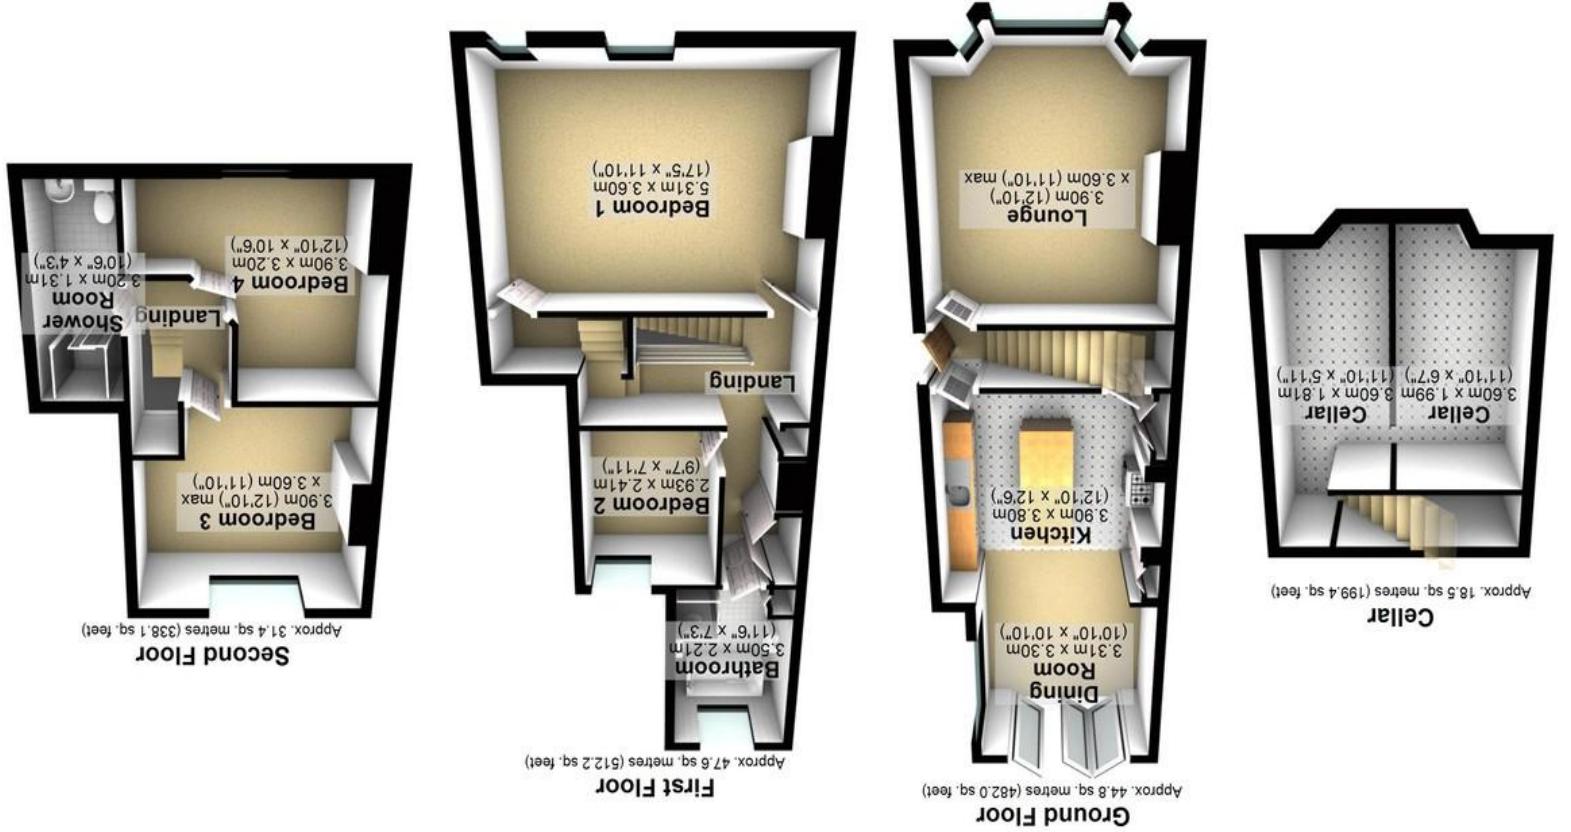 Cellar
Approx. 18.5 sq. metres (199.4 sq. feet)
Cellar
3.60m x 1.99m
(11'10" x 6'7")
Cellar
3.60m x 1.81m
(11'10" x 5'11")
Ground Floor
Approx. 44.8 sq. metres (482.0 sq. feet)
Dining
Room
3.31m x 3.30m
(10'10" x 10'10")
Kitchen
3.90m x 3.80m
(12'10" x 12'6")
Lounge
3.90m (12'10")
x 3.60m (11'10") max
First Floor
Approx. 47.6 sq. metres (512.2 sq. feet)
Bathroom
3.50m x 2.21m
(11'6" x 7'3")
Bedroom 2
2.93m x 2.41m
(9'7" x 7'11")
Landing
Bedroom 1
5.31m x 3.60m
(17'5" x 11'10")
Second Floor
Approx. 31.4 sq. metres (338.1 sq. feet)
Bedroom 3
3.90m (12'10") max
x 3.60m (11'10")
Landing
Bedroom 4
3.90m x 3.20m
(12'10" x 10'6")
Shower
Room
3.20m x 1.31m
(10'6" x 4'3")